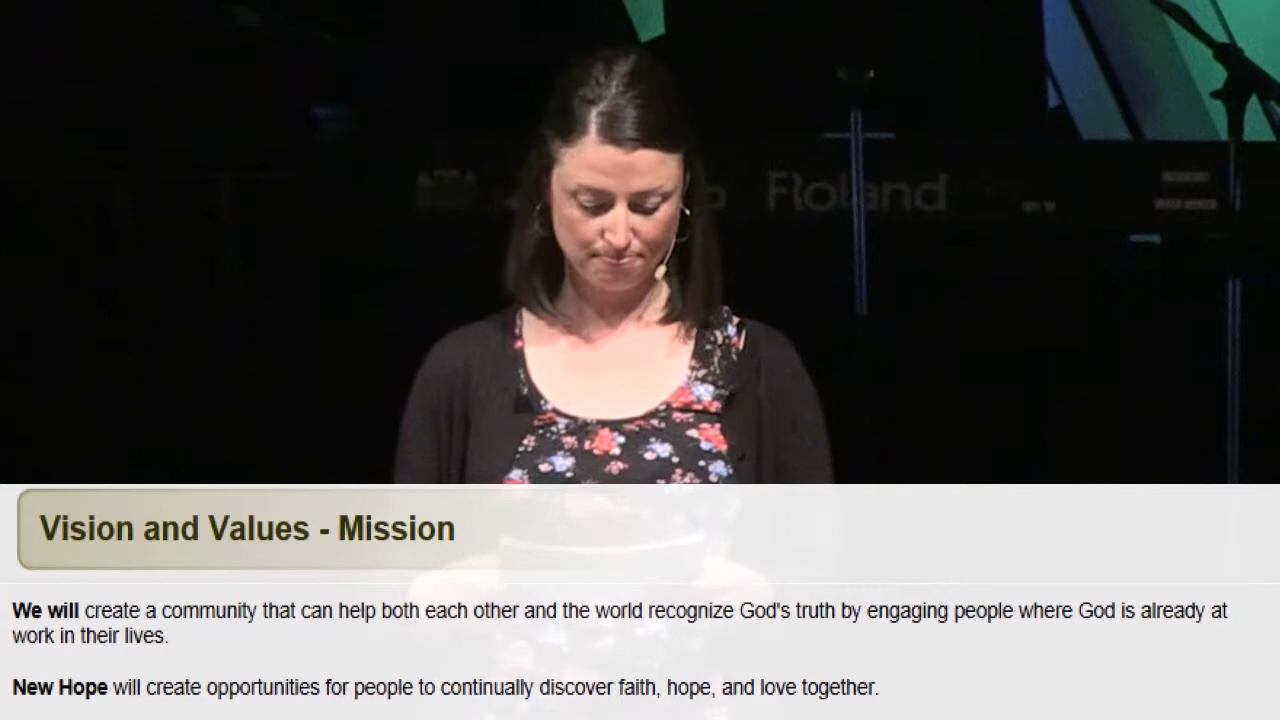 Roland
Vision and Values - Mission
We will create a community that can help both each other and the world recognize God's truth by engaging people where God is already at
work in their lives.
New Hope will create opportunities for people to continually discover faith, hope, and love together.